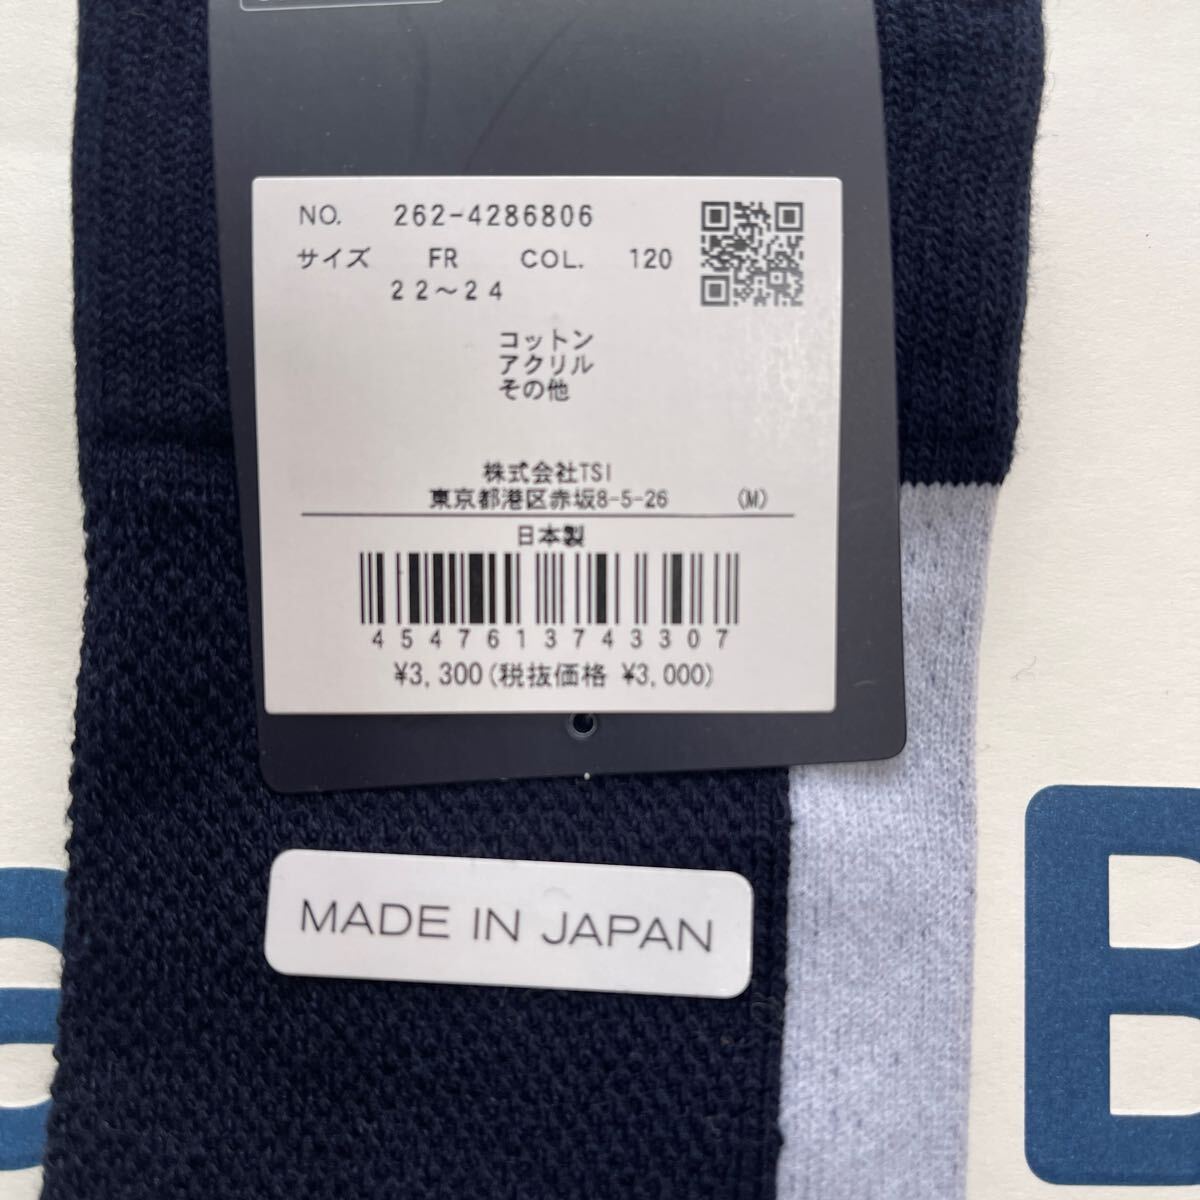 NO. 262-4286806
サイズ FR COL. 120
22～24
コットン
アクリル
その他
株式会社TSI
東京都港区赤坂8-5-26 (M)
日本製
4547613743307
¥3,300(税抜価格 ¥3,000)
MADE IN JAPAN
B